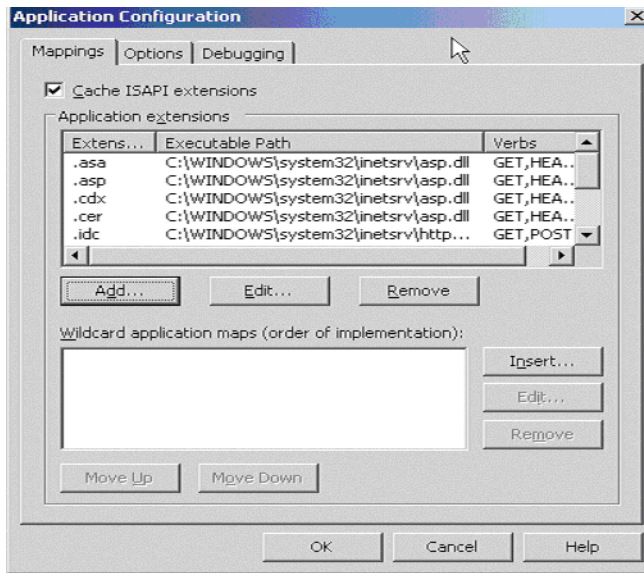 Application Configuration
Mappings Options Debugging
Cache ISAPI extensions
Application extensions
Extens... Executable Path Verbs
.asa C:\WINDOWS\system32\inetsrv\asp.dll GET,HEA..
.asp C:\WINDOWS\system32\inetsrv\asp.dll GET,HEA..
.cdx C:\WINDOWS\system32\inetsrv\asp.dll GET,HEA..
.cer C:\WINDOWS\system32\inetsrv\asp.dll GET,HEA..
.idc C:\WINDOWS\system32\inetsrv\http... GET,POST
Add... Edit... Remove
Wildcard application maps (order of implementation):
Insert...
Edit...
Remove
Move Up Move Down
OK Cancel Help